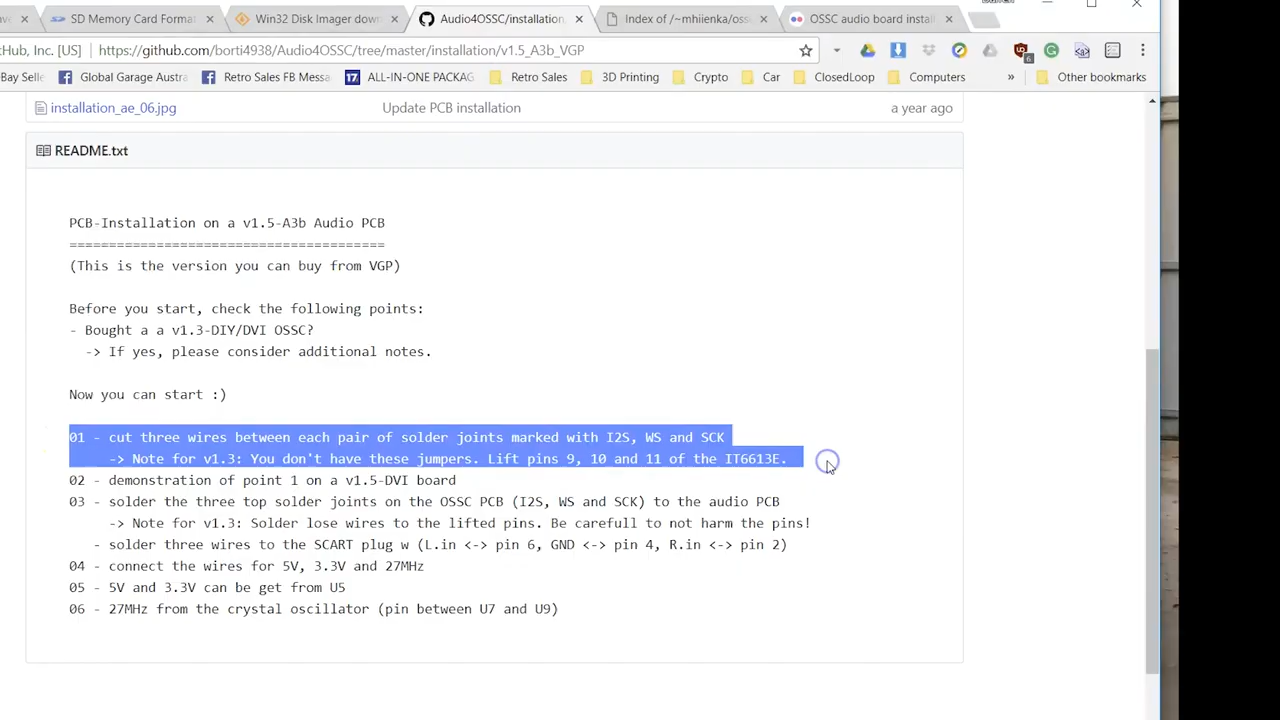 SD Memory Card Format
Win32 Disk Imager down
Audio4OSSC/installation
Index of /~mhiienka/oss
OSSC audio board install
Hub, Inc. [US]
https://github.com/borti4938/Audio4OSSC/tree/master/installation/v1.5_A3b_VGP
6
Bay Selle
Global Garage Austra
Retro Sales FB Messa
17 ALL-IN-ONE PACKAG
Retro Sales
3D Printing
Crypto
Car
ClosedLoop
Computers
»
Other bookmarks
installation_ae_06.jpg
Update PCB installation
a year ago
README.txt
PCB-Installation on a v1.5-A3b Audio PCB
========================================
(This is the version you can buy from VGP)
Before you start, check the following points:
- Bought a a v1.3-DIY/DVI OSSC?
-> If yes, please consider additional notes.
Now you can start :)
01 - cut three wires between each pair of solder joints marked with I2S, WS and SCK
-> Note for v1.3: You don't have these jumpers. Lift pins 9, 10 and 11 of the IT6613E.
02 - demonstration of point 1 on a v1.5-DVI board
03 - solder the three top solder joints on the OSSC PCB (I2S, WS and SCK) to the audio PCB
-> Note for v1.3: Solder lose wires to the lifted pins. Be carefull to not harm the pins!
- solder three wires to the SCART plug w (L.in <-> pin 6, GND <-> pin 4, R.in <-> pin 2)
04 - connect the wires for 5V, 3.3V and 27MHz
05 - 5V and 3.3V can be get from U5
06 - 27MHz from the crystal oscillator (pin between U7 and U9)